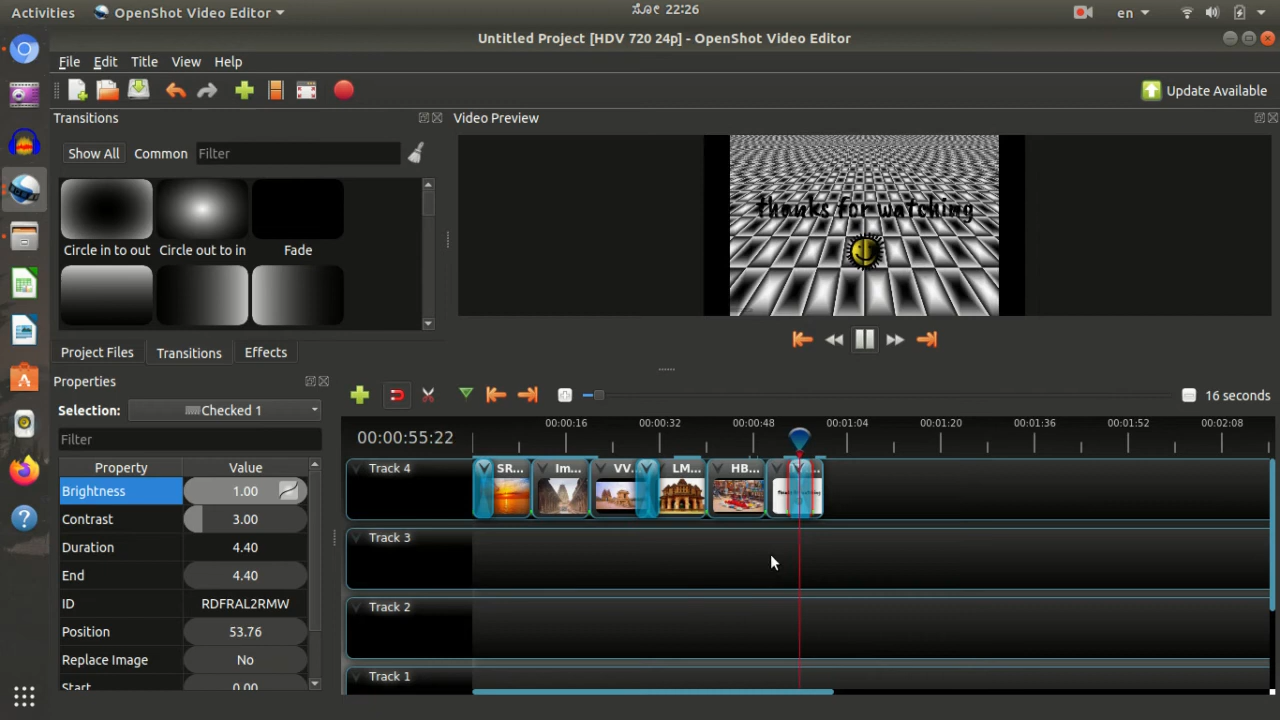 Activities OpenShot Video Editor ಸೋಮ 22:26 en
Untitled Project [HDV 720 24p] - OpenShot Video Editor
File Edit Title View Help
Update Available
Transitions
Video Preview
Show All Common Filter
thanks for watching
Circle in to out Circle out to in Fade
Project Files Transitions Effects
Properties
Selection: Checked 1
16 seconds
Filter
00:00:55:22
00:00:16 00:00:32 00:00:48 00:01:04 00:01:20 00:01:36 00:01:52 00:02:08
Property Value
Brightness 1.00
Contrast 3.00
Duration 4.40
End 4.40
ID RDFRAL2RMW
Position 53.76
Replace Image No
Start 0.00
Track 4 SR... Im... VV... LM... HB... ...
Thanks for watching
Track 3
Track 2
Track 1